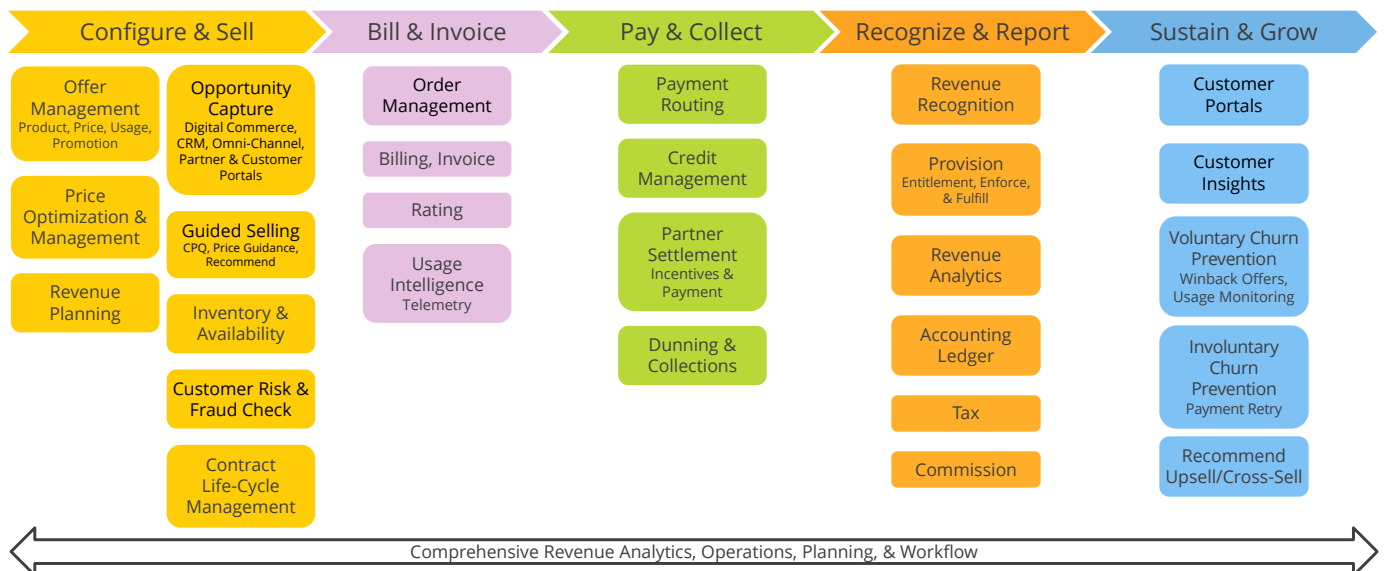 Configure & Sell
Bill & Invoice
Pay & Collect
Recognize & Report
Sustain & Grow
Offer
Management
Product, Price, Usage,
Promotion
Price
Optimization &
Management
Revenue
Planning
Opportunity
Capture
Digital Commerce,
CRM, Omni-Channel,
Partner & Customer
Portals
Guided Selling
CPQ, Price Guidance,
Recommend
Inventory &
Availability
Customer Risk &
Fraud Check
Contract
Life-Cycle
Management
Order
Management
Billing, Invoice
Rating
Usage
Intelligence
Telemetry
Payment
Routing
Credit
Management
Partner
Settlement
Incentives &
Payment
Dunning &
Collections
Revenue
Recognition
Provision
Entitlement, Enforce,
& Fulfill
Revenue
Analytics
Accounting
Ledger
Tax
Commission
Customer
Portals
Customer
Insights
Voluntary Churn
Prevention
Winback Offers,
Usage Monitoring
Involuntary
Churn
Prevention
Payment Retry
Recommend
Upsell/Cross-Sell
Comprehensive Revenue Analytics, Operations, Planning, & Workflow